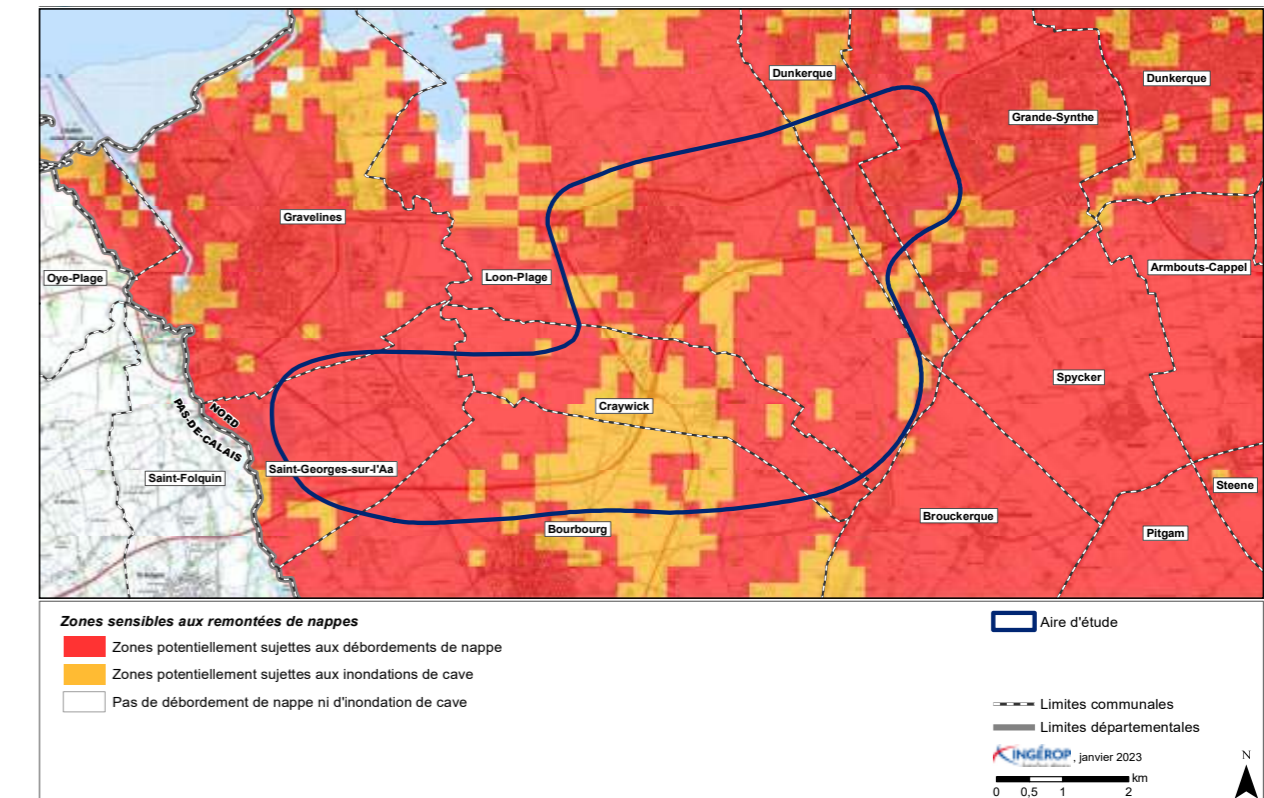 Dunkerque
Dunkerque
Grande-Synthe
Gravelines
Oye-Plage
Loon-Plage
Armbouts-Cappel
Spycker
Craywick
NORD
PAS-DE-CALAIS
Saint-Georges-sur-l'Aa
Saint-Folquin
Steene
Brouckerque
Bourbourg
Pitgam
Zones sensibles aux remontées de nappes
Zones potentiellement sujettes aux débordements de nappe
Zones potentiellement sujettes aux inondations de cave
Pas de débordement de nappe ni d'inondation de cave
Aire d'étude
Limites communales
Limites départementales
INGÉROP, janvier 2023
N
km
0 0,5 1 2